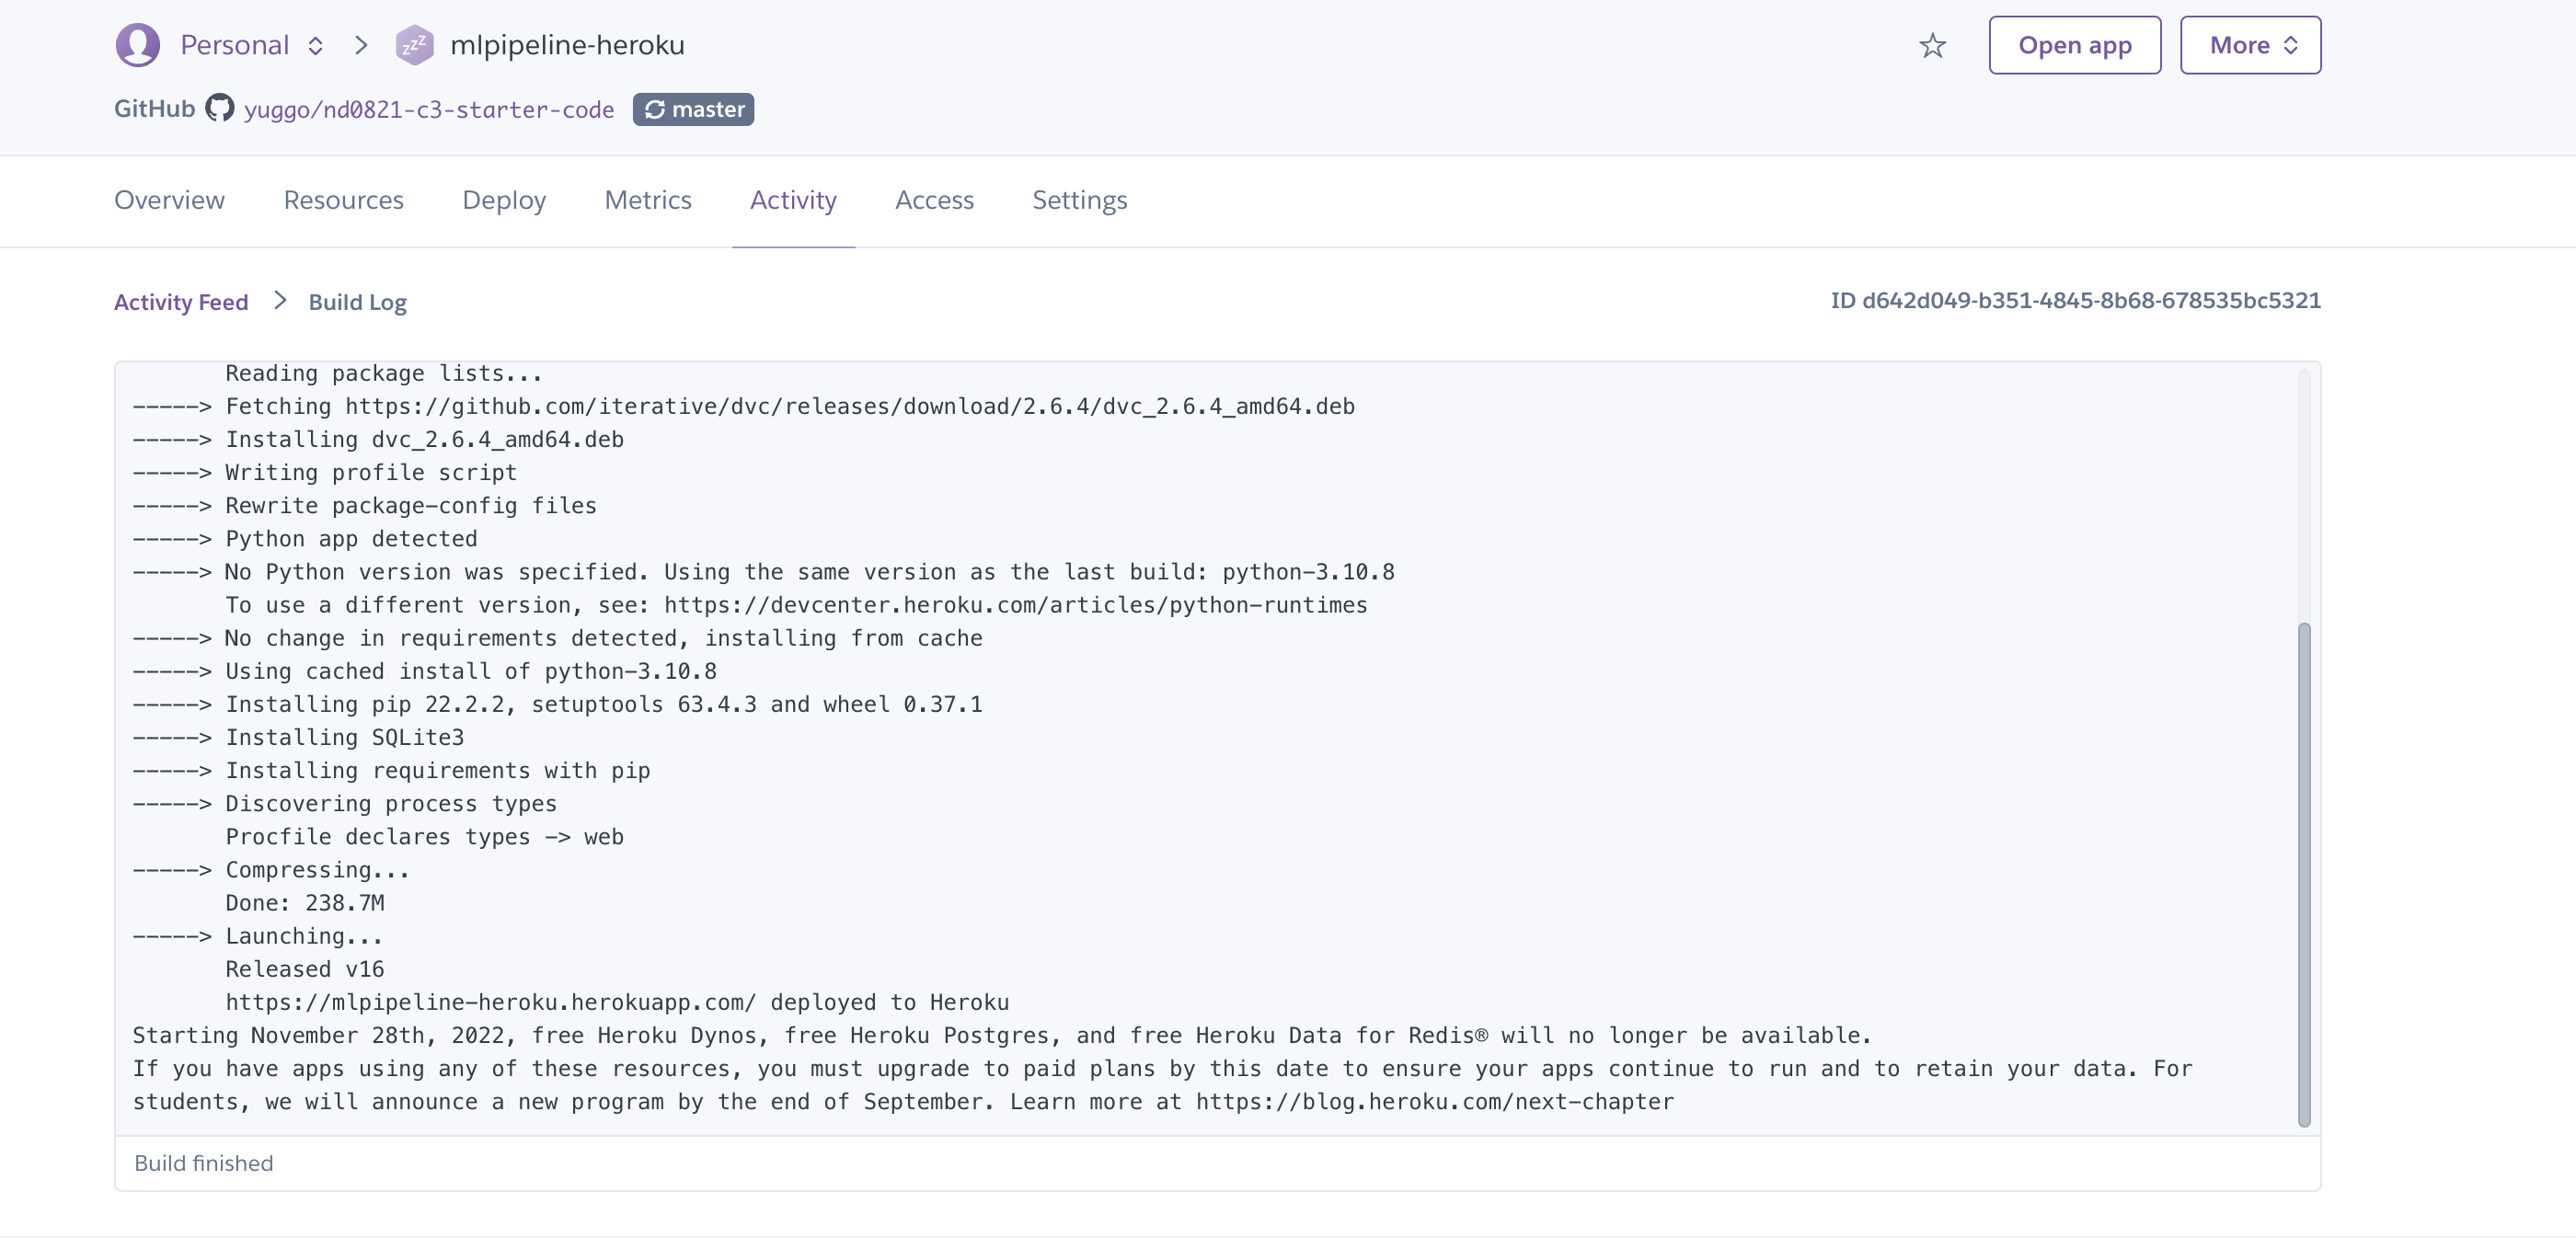 Personal > zzz mlpipeline-heroku
Open app
More
GitHub yuggo/nd0821-c3-starter-code master
Overview Resources Deploy Metrics Activity Access Settings
Activity Feed > Build Log
ID d642d049-b351-4845-8b68-678535bc5321
Reading package lists...
-----> Fetching https://github.com/iterative/dvc/releases/download/2.6.4/dvc_2.6.4_amd64.deb
-----> Installing dvc_2.6.4_amd64.deb
-----> Writing profile script
-----> Rewrite package-config files
-----> Python app detected
-----> No Python version was specified. Using the same version as the last build: python-3.10.8
To use a different version, see: https://devcenter.heroku.com/articles/python-runtimes
-----> No change in requirements detected, installing from cache
-----> Using cached install of python-3.10.8
-----> Installing pip 22.2.2, setuptools 63.4.3 and wheel 0.37.1
-----> Installing SQLite3
-----> Installing requirements with pip
-----> Discovering process types
Procfile declares types -> web
-----> Compressing...
Done: 238.7M
-----> Launching...
Released v16
https://mlpipeline-heroku.herokuapp.com/ deployed to Heroku
Starting November 28th, 2022, free Heroku Dynos, free Heroku Postgres, and free Heroku Data for Redis® will no longer be available.
If you have apps using any of these resources, you must upgrade to paid plans by this date to ensure your apps continue to run and to retain your data. For
students, we will announce a new program by the end of September. Learn more at https://blog.heroku.com/next-chapter
Build finished